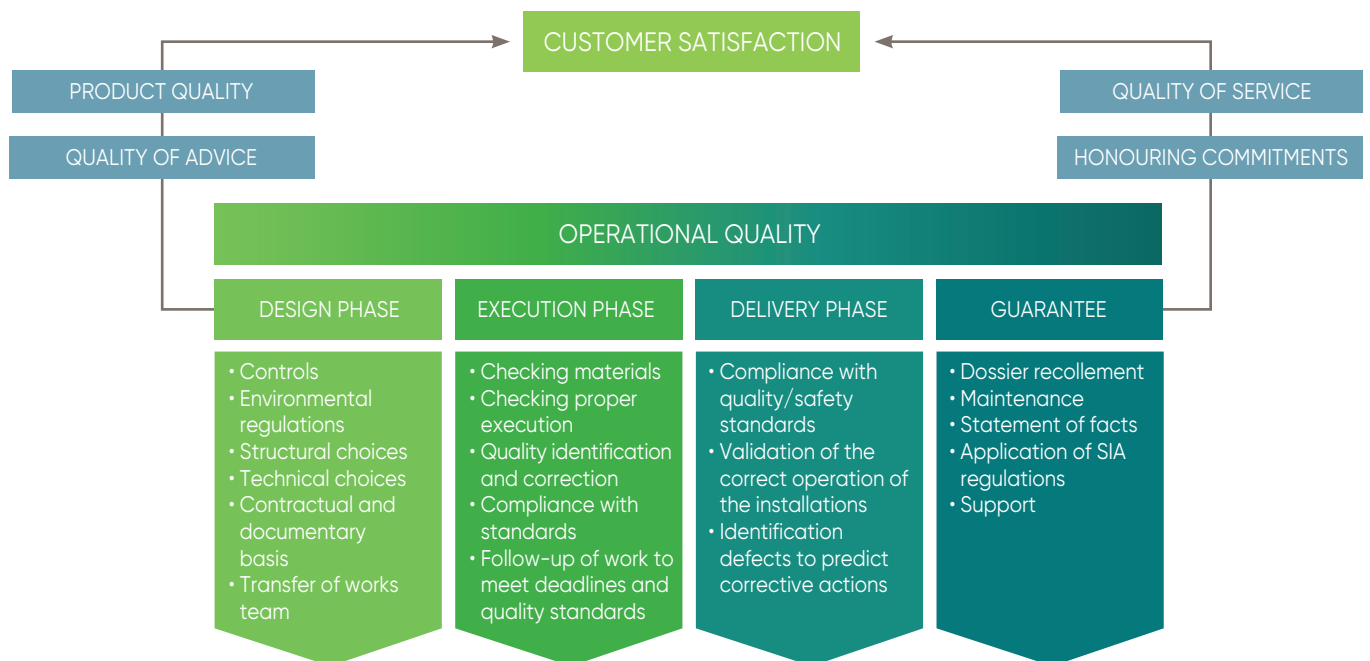 CUSTOMER SATISFACTION
PRODUCT QUALITY
QUALITY OF ADVICE
QUALITY OF SERVICE
HONOURING COMMITMENTS
OPERATIONAL QUALITY
DESIGN PHASE
• Controls
• Environmental
regulations
• Structural choices
• Technical choices
• Contractual and
documentary
basis
• Transfer of works
team
EXECUTION PHASE
• Checking materials
• Checking proper
execution
• Quality identification
and correction
• Compliance with
standards
• Follow-up of work to
meet deadlines and
quality standards
DELIVERY PHASE
• Compliance with
quality/safety
standards
• Validation of the
correct operation of
the installations
• Identification
defects to predict
corrective actions
GUARANTEE
• Dossier recollement
• Maintenance
• Statement of facts
• Application of SIA
regulations
• Support